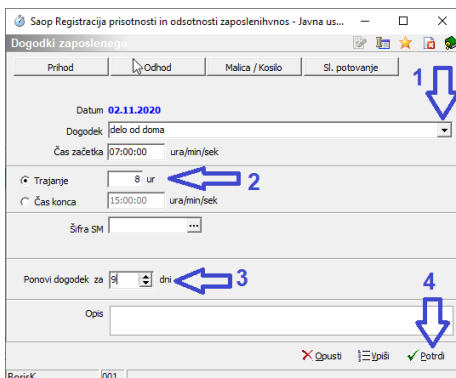 Saop Registracija prisotnosti in odsotnosti zaposlenihvnos - Javna us...
Dogodki zaposlenega
Prihod Odhod Malica / Kosilo Sl. potovanje
1
Datum 02.11.2020
Dogodek delo od doma
Čas začetka 07:00:00 ura/min/sek
Trajanje 8 ur 2
Čas konca 15:00:00 ura/min/sek
Šifra SM ...
Ponovi dogodek za 9 dni 3
4
Opis
Opusti Vpiši Potrdi
BorisK 001